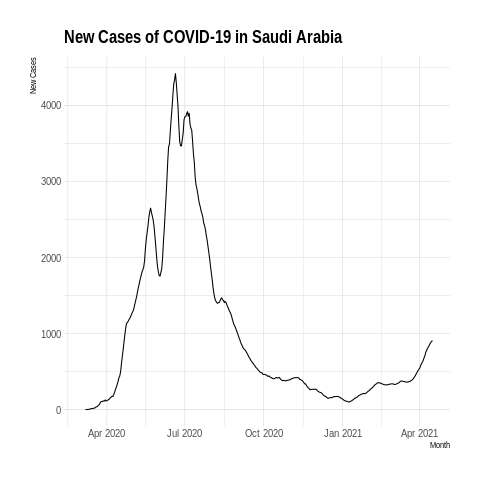 New Cases of COVID-19 in Saudi Arabia
New Cases
4000
3000
2000
1000
0
Apr 2020 Jul 2020 Oct 2020 Jan 2021 Apr 2021
Month